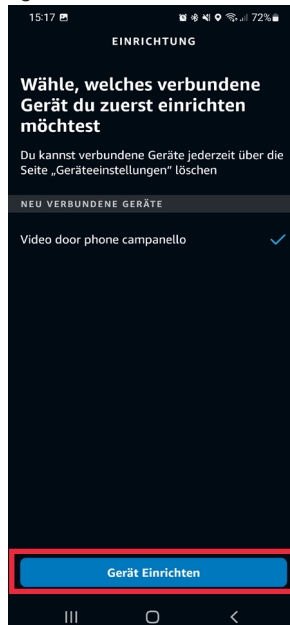 15:17 72%
EINRICHTUNG
Wähle, welches verbundene
Gerät du zuerst einrichten
möchtest
Du kannst verbundene Geräte jederzeit über die
Seite „Geräteeinstellungen" löschen
NEU VERBUNDENE GERÄTE
Video door phone campanello
Gerät Einrichten